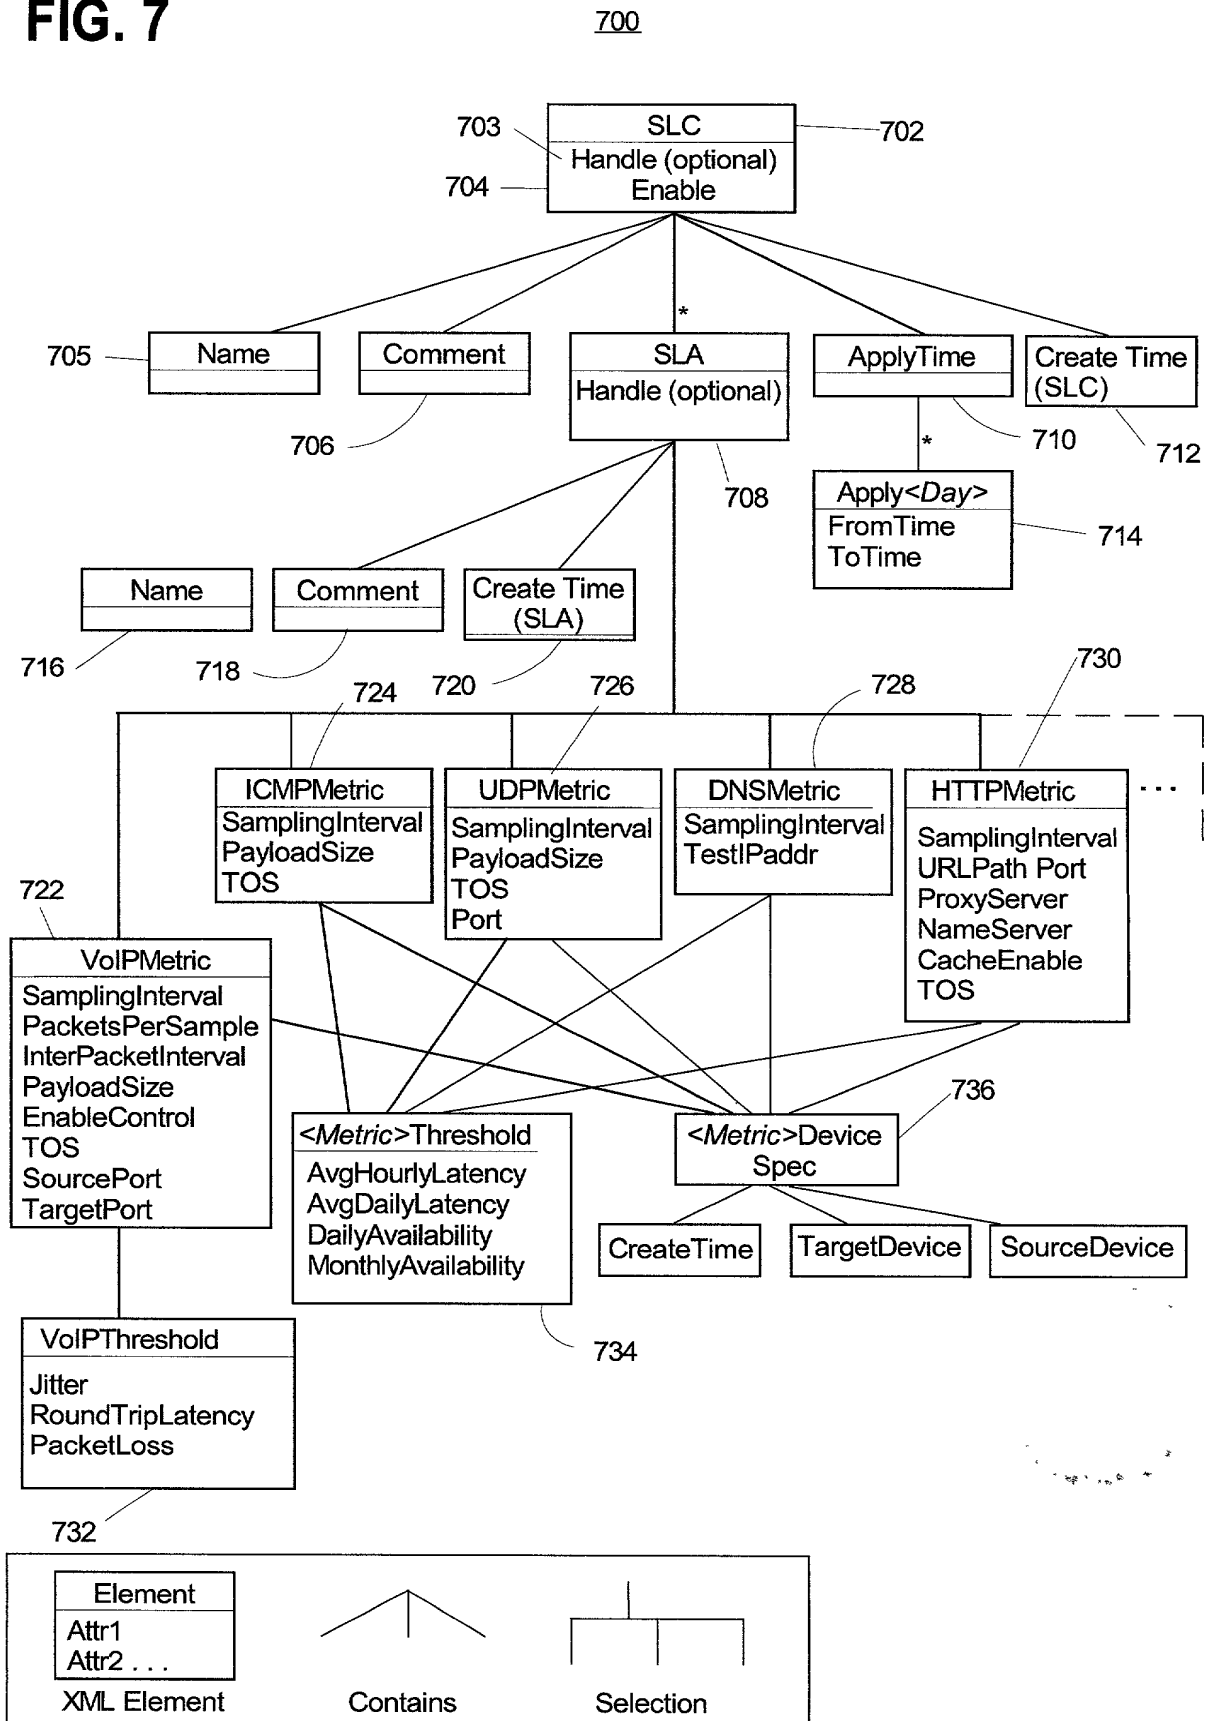 FIG. 7
700
703
SLC
702
Handle (optional)
704
Enable
*
705
Name
Comment
SLA
Handle (optional)
ApplyTime
Create Time
(SLC)
706
708
710
712
*
Apply<Day>
FromTime
ToTime
714
Name
Comment
Create Time
(SLA)
716
718
720
724
726
728
730
ICMPMetric
SamplingInterval
PayloadSize
TOS
UDPMetric
SamplingInterval
PayloadSize
TOS
Port
DNSMetric
SamplingInterval
TestIPaddr
HTTPMetric
SamplingInterval
URLPath Port
ProxyServer
NameServer
CacheEnable
TOS
...
722
VoIPMetric
SamplingInterval
PacketsPerSample
InterPacketInterval
PayloadSize
EnableControl
TOS
SourcePort
TargetPort
<Metric>Threshold
AvgHourlyLatency
AvgDailyLatency
DailyAvailability
MonthlyAvailability
734
736
<Metric>Device
Spec
CreateTime
TargetDevice
SourceDevice
VoIPThreshold
Jitter
RoundTripLatency
PacketLoss
732
Element
Attr1
Attr2 . . .
XML Element
Contains
Selection